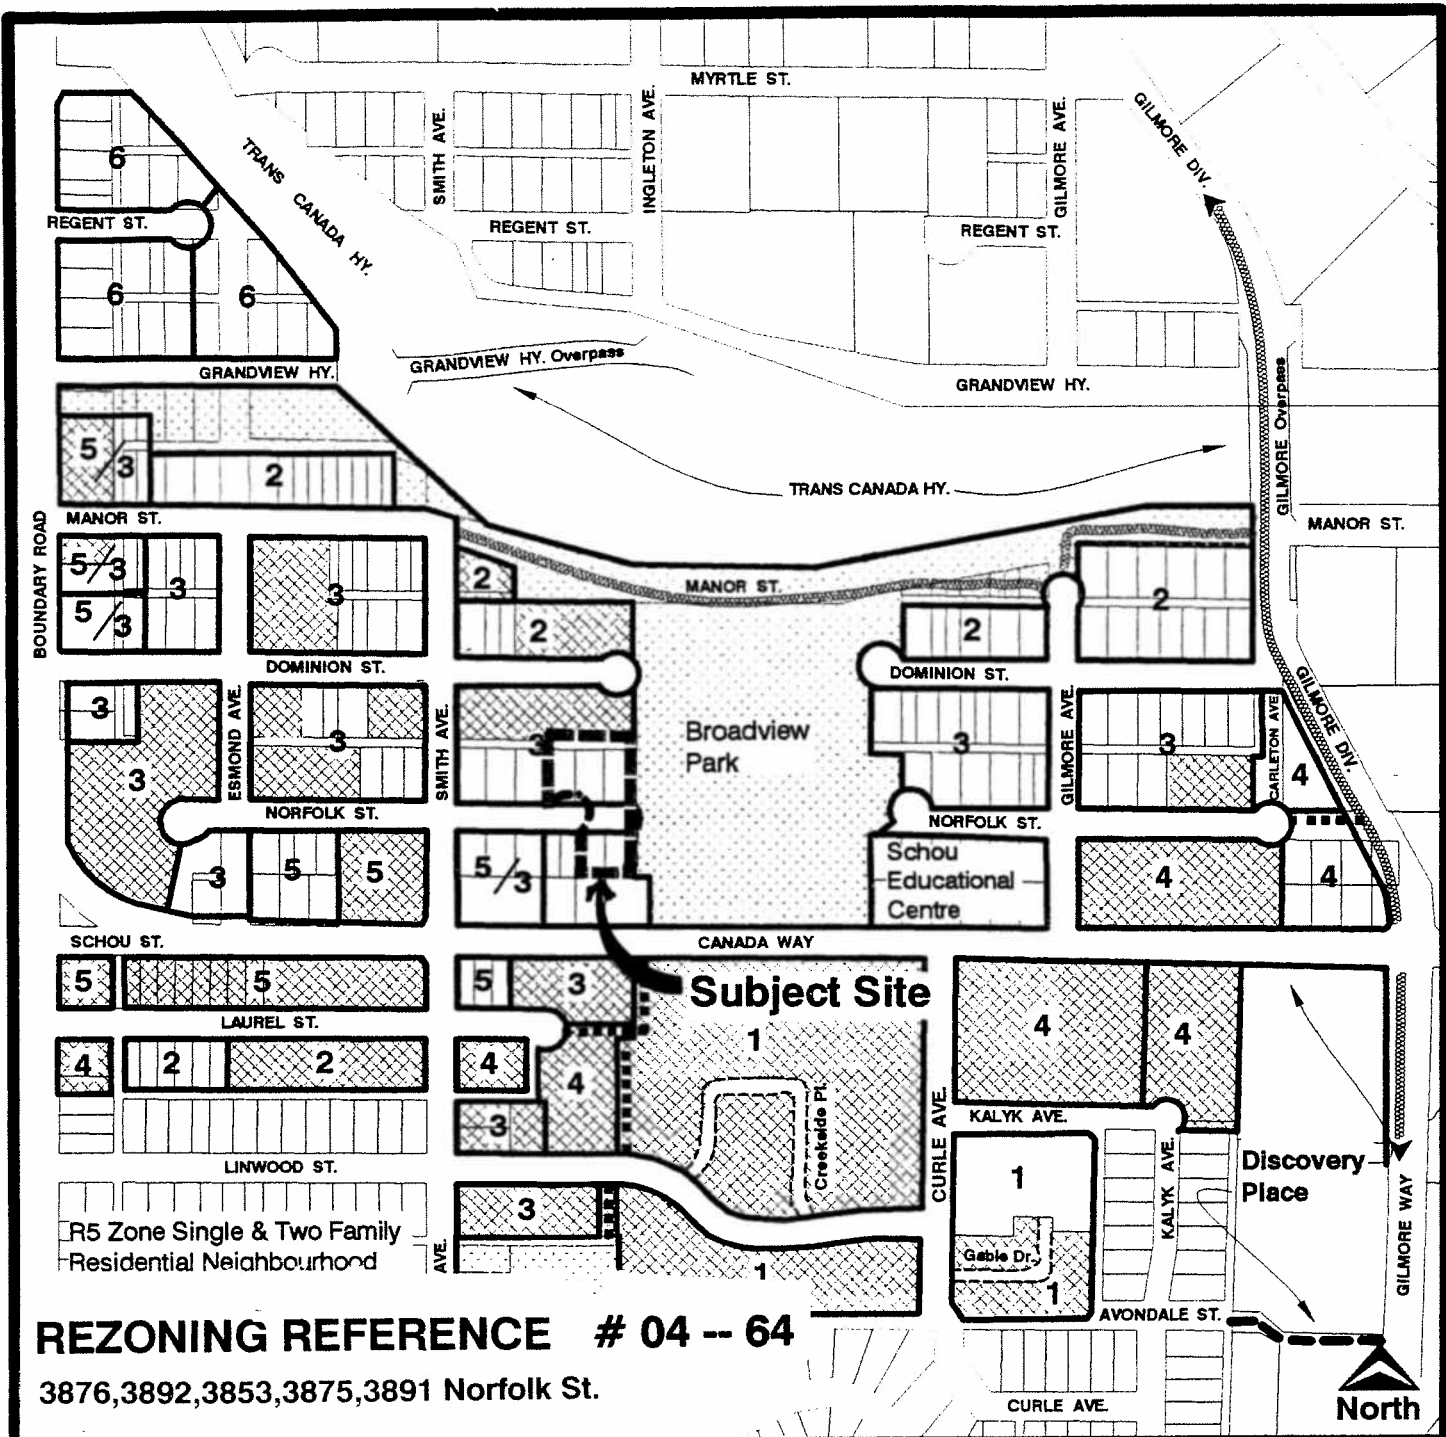 MYRTLE ST.
GILMORE DIV.
SMITH AVE.
INGLETON AVE.
GILMORE AVE.
TRANS CANADA HY.
6
REGENT ST.
REGENT ST.
REGENT ST.
6
6
GRANDVIEW HY. Overpass
GRANDVIEW HY.
GRANDVIEW HY.
GILMORE Overpass
5
3
2
TRANS CANADA HY.
MANOR ST.
MANOR ST.
BOUNDARY ROAD
5/3
3
3
2
MANOR ST.
2
5/3
2
2
DOMINION ST.
DOMINION ST.
GILMORE DIV.
3
ESMOND AVE.
3
SMITH AVE.
3
Broadview
Park
3
GILMORE AVE.
3
CARLETON AVE.
4
3
NORFOLK ST.
NORFOLK ST.
3
5
5
5/3
Schou
Educational
Centre
4
4
SCHOU ST.
CANADA WAY
5
5
5
3
Subject Site
LAUREL ST.
1
4
4
4
2
2
4
4
Creekside Pl.
CURLE AVE.
KALYK AVE.
3
KALYK AVE.
LINWOOD ST.
1
Discovery
Place
3
R5 Zone Single & Two Family
Residential Neighbourhood
AVE.
Gable Dr.
GILMORE WAY
1
1
AVONDALE ST.
REZONING REFERENCE # 04 -- 64
3876,3892,3853,3875,3891 Norfolk St.
CURLE AVE.
North